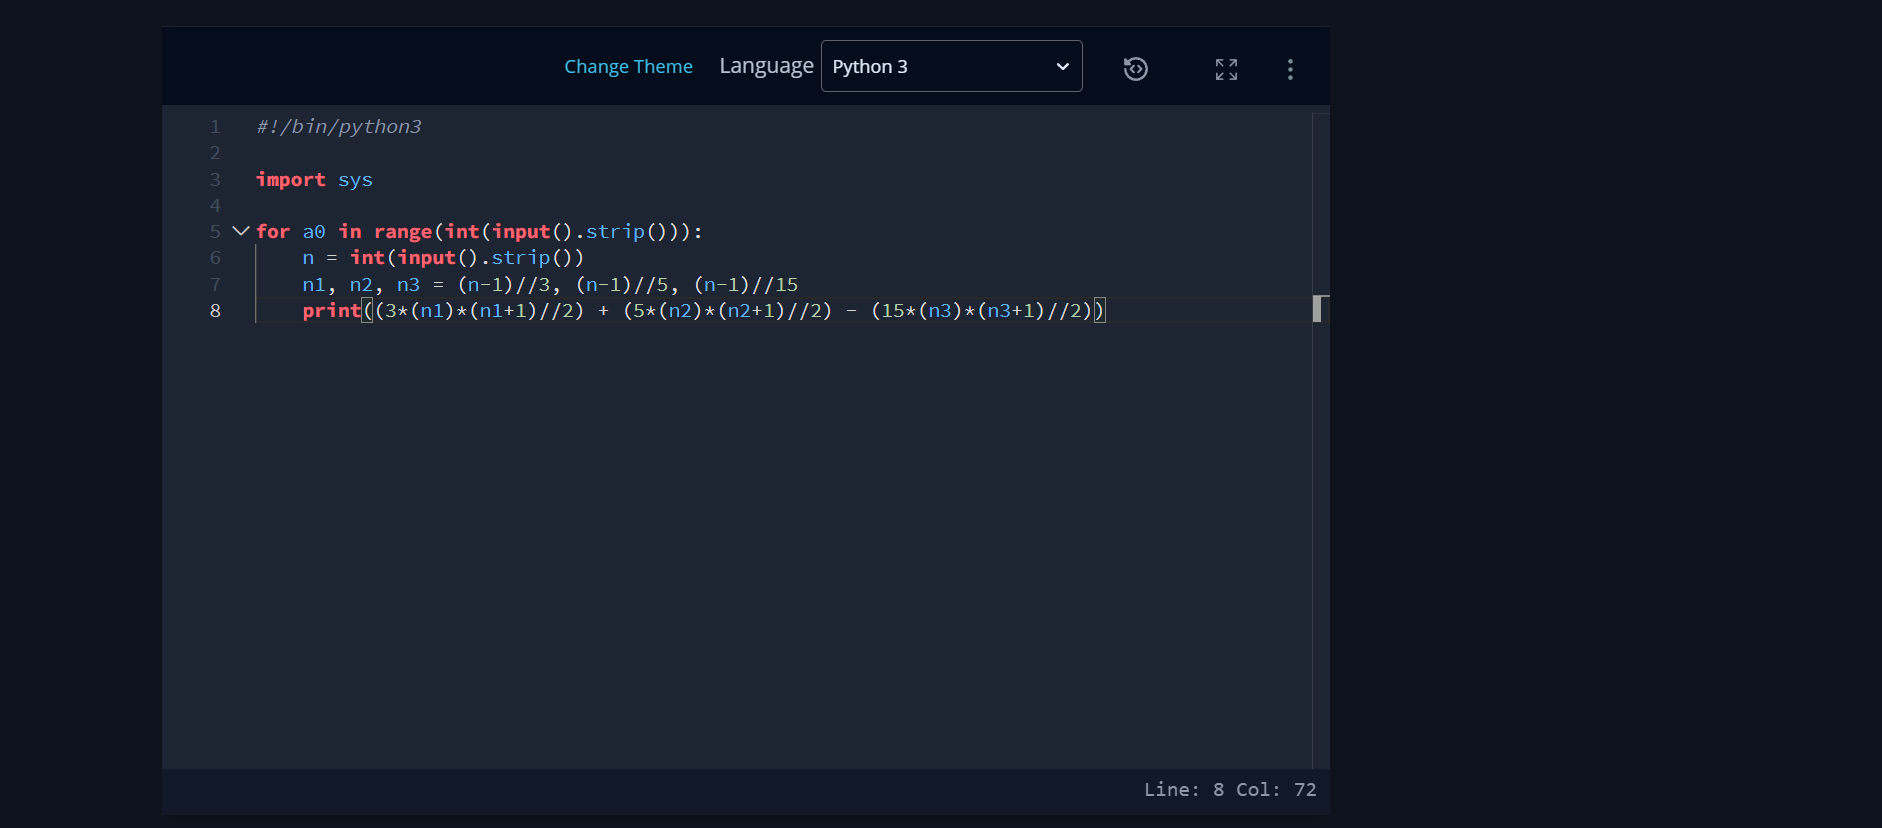 Change Theme Language Python 3
1 #!/bin/python3
2
3 import sys
4
5 for a0 in range(int(input().strip())):
6     n = int(input().strip())
7     n1, n2, n3 = (n-1)//3, (n-1)//5, (n-1)//15
8     print((3*(n1)*(n1+1)//2) + (5*(n2)*(n2+1)//2) - (15*(n3)*(n3+1)//2))
Line: 8 Col: 72